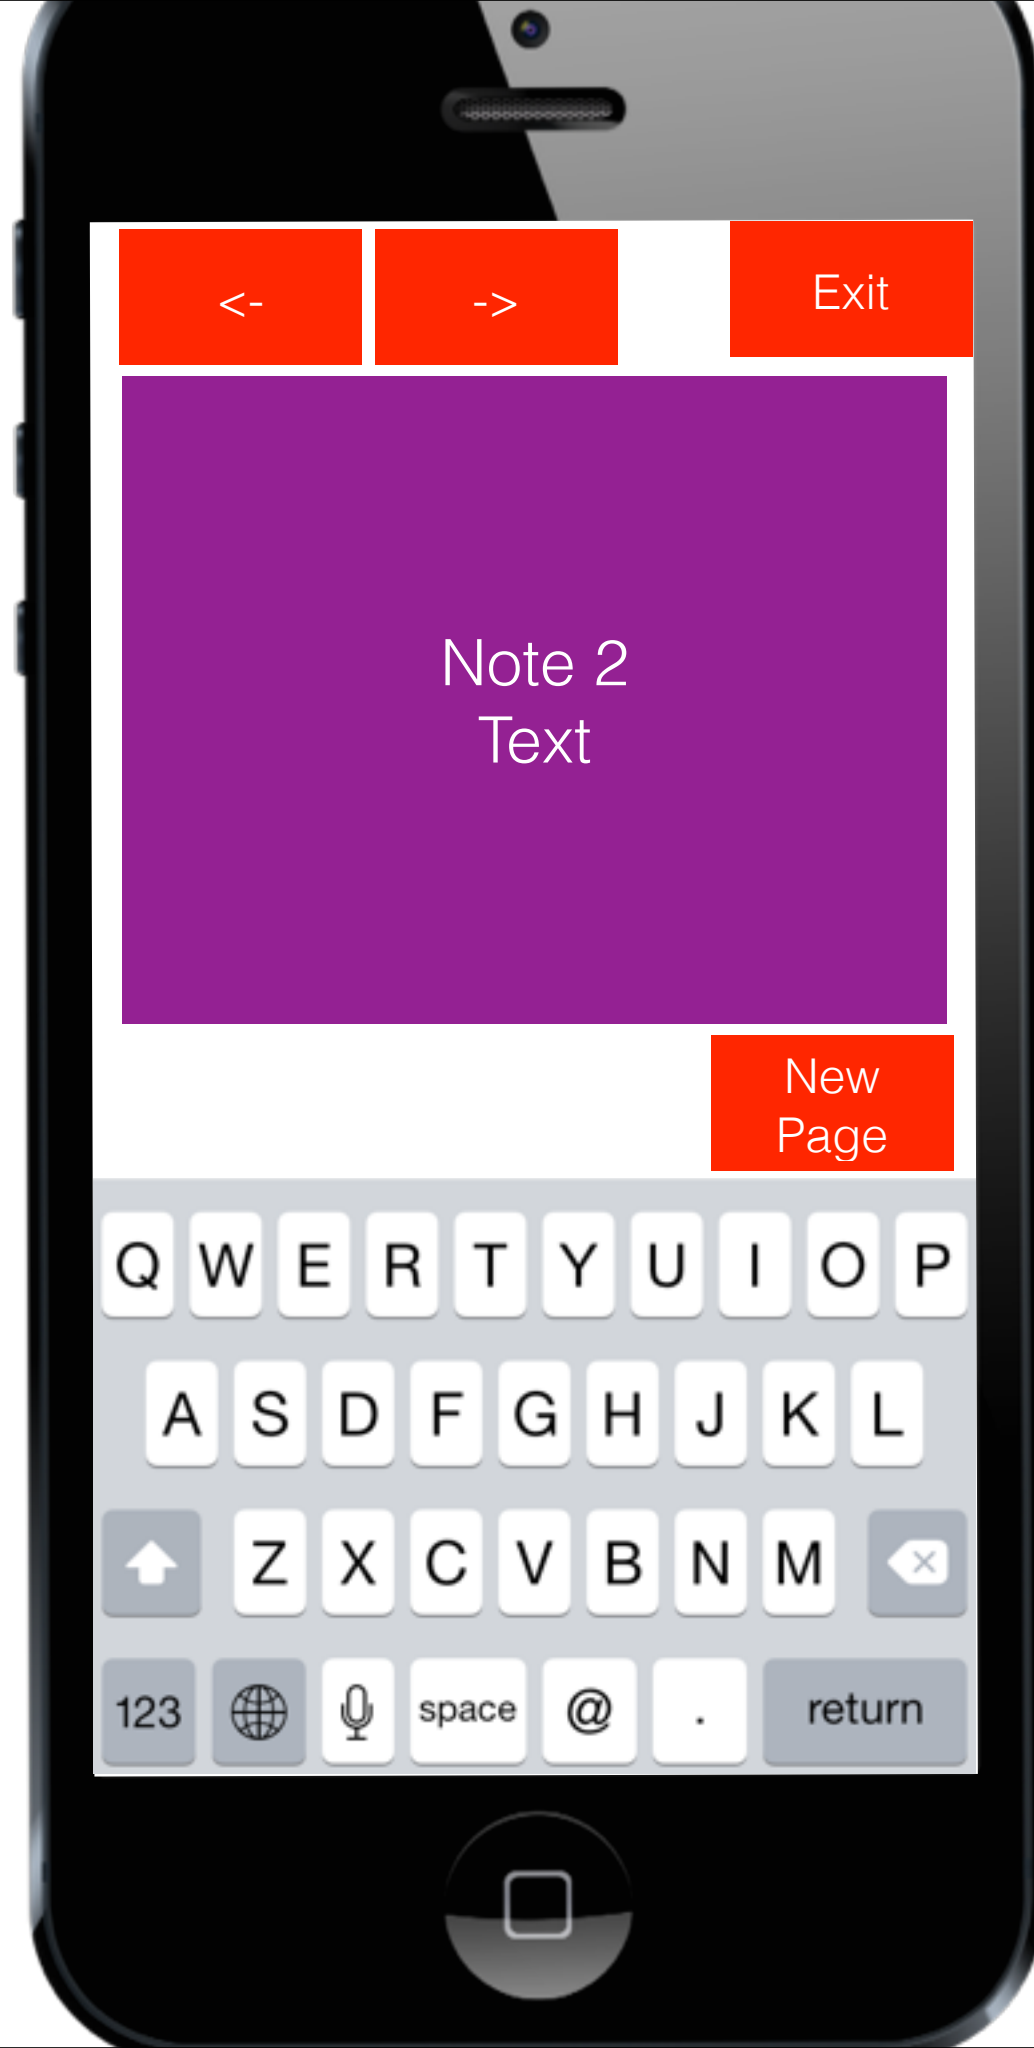 <- -> Exit
Note 2
Text
New
Page
Q W E R T Y U I O P
A S D F G H J K L
Z X C V B N M
123 space @ . return